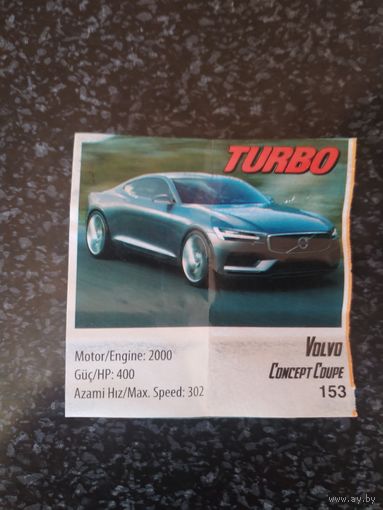 TURBO
Motor/Engine: 2000
Güç/HP: 400
Azami Hız/Max. Speed: 302
VOLVO
CONCEPT COUPE
153
www.ay.by